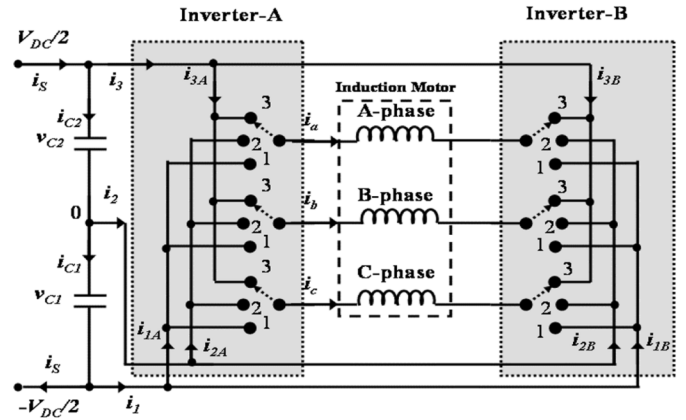 Inverter-A
Inverter-B
V_DC/2
i_S
i_3
i_3A
i_3B
Induction Motor
A-phase
i_C2
v_C2
3
2
1
i_a
3
2
1
0
i_2
B-phase
3
2
1
i_b
3
2
1
i_C1
v_C1
C-phase
3
2
1
i_c
3
2
1
i_1A
i_2A
i_2B
i_1B
i_S
-V_DC/2
i_1